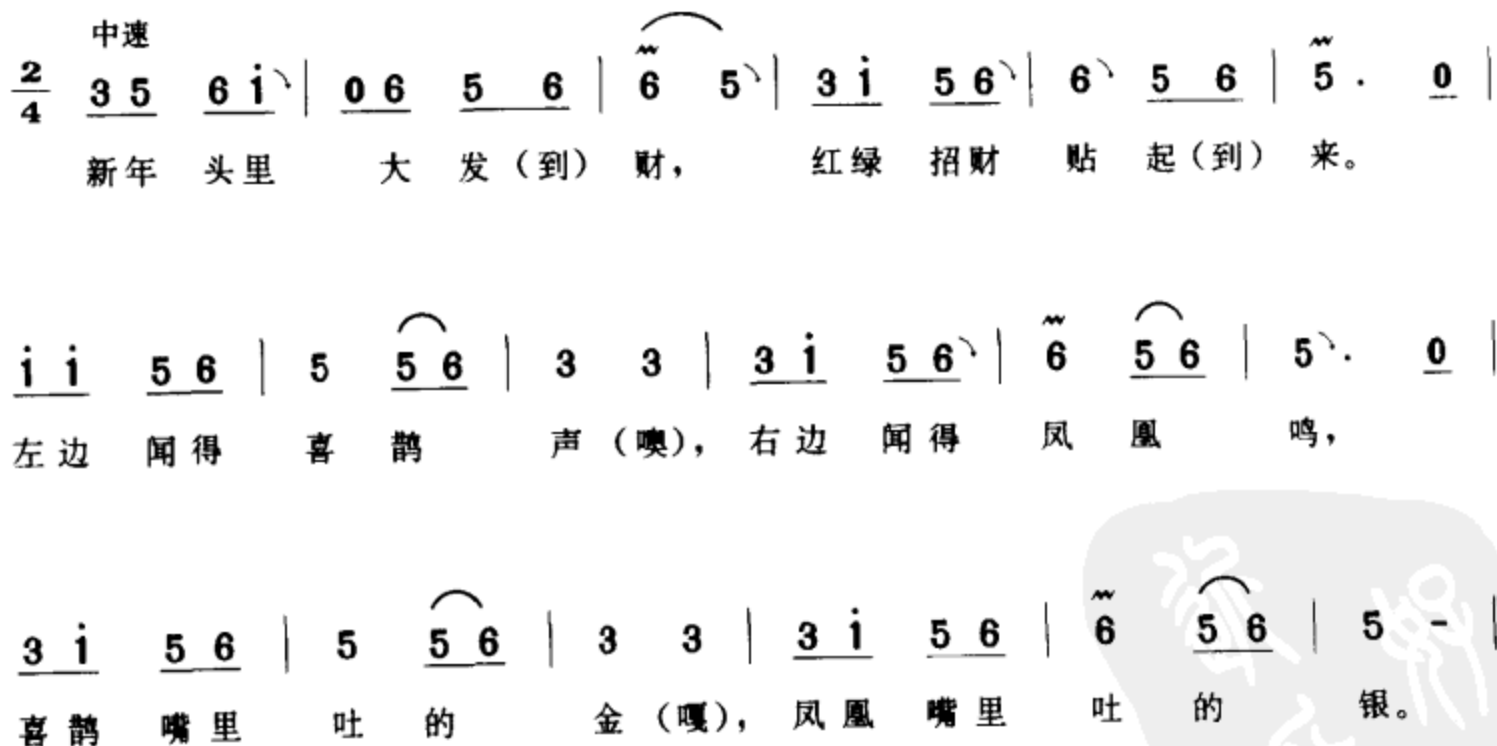 中速
2/4 3 5 6 i | 0 6 5 6 | 6 5 | 3 i 5 6 | 6 5 6 | 5 · 0 |
新年 头里 大 发（到）财， 红绿 招财 贴 起（到） 来。
i i 5 6 | 5 5 6 | 3 3 | 3 i 5 6 | 6 5 6 | 5 · 0 |
左边 闻得 喜 鹊 声（噢）， 右边 闻得 凤 凰 鸣，
3 i 5 6 | 5 5 6 | 3 3 | 3 i 5 6 | 6 5 6 | 5 - |
喜鹊 嘴里 吐 的 金（嘎）， 凤凰 嘴里 吐 的 银。